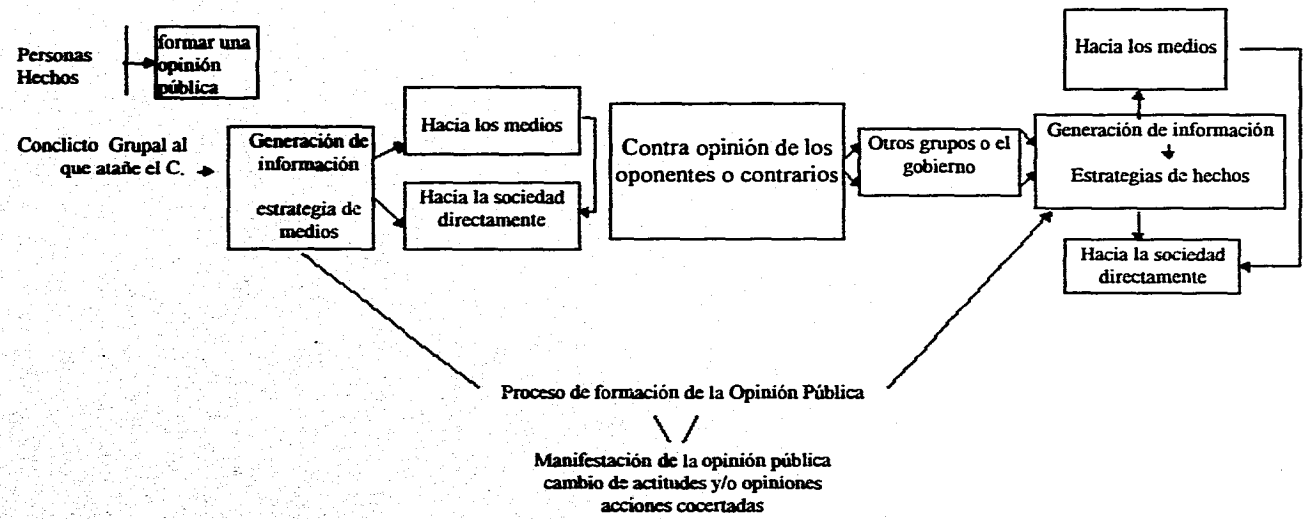 Personas
Hechos
formar una
opinión
pública
Conclicto Grupal al
que atañe el C.
Generación de
información
estrategia de
medios
Hacia los medios
Hacia la sociedad
directamente
Contra opinión de los
oponentes o contrarios
Otros grupos o el
gobierno
Hacia los medios
Generación de información
Estrategias de hechos
Hacia la sociedad
directamente
Proceso de formación de la Opinión Pública
Manifestación de la opinión pública
cambio de actitudes y/o opiniones
acciones cocertadas